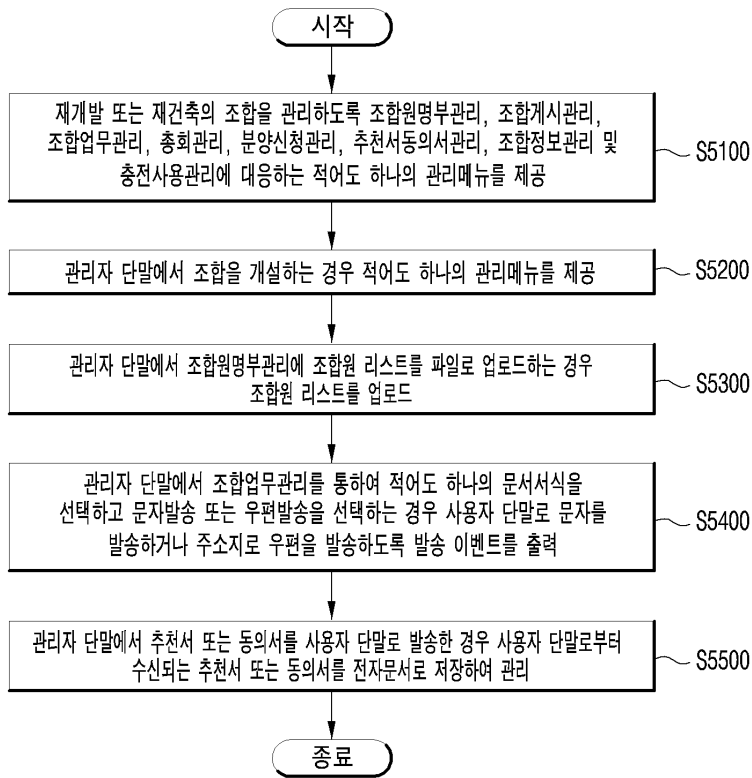 시작
재개발 또는 재건축의 조합을 관리하도록 조합원명부관리, 조합게시관리,
조합업무관리, 총회관리, 분양신청관리, 추천서동의서관리, 조합정보관리 및
충전사용관리에 대응하는 적어도 하나의 관리메뉴를 제공
S5100
관리자 단말에서 조합을 개설하는 경우 적어도 하나의 관리메뉴를 제공
S5200
관리자 단말에서 조합원명부관리에 조합원 리스트를 파일로 업로드하는 경우
조합원 리스트를 업로드
S5300
관리자 단말에서 조합업무관리를 통하여 적어도 하나의 문서서식을
선택하고 문자발송 또는 우편발송을 선택하는 경우 사용자 단말로 문자를
발송하거나 주소지로 우편을 발송하도록 발송 이벤트를 출력
S5400
관리자 단말에서 추천서 또는 동의서를 사용자 단말로 발송한 경우 사용자 단말로부터
수신되는 추천서 또는 동의서를 전자문서로 저장하여 관리
S5500
종료